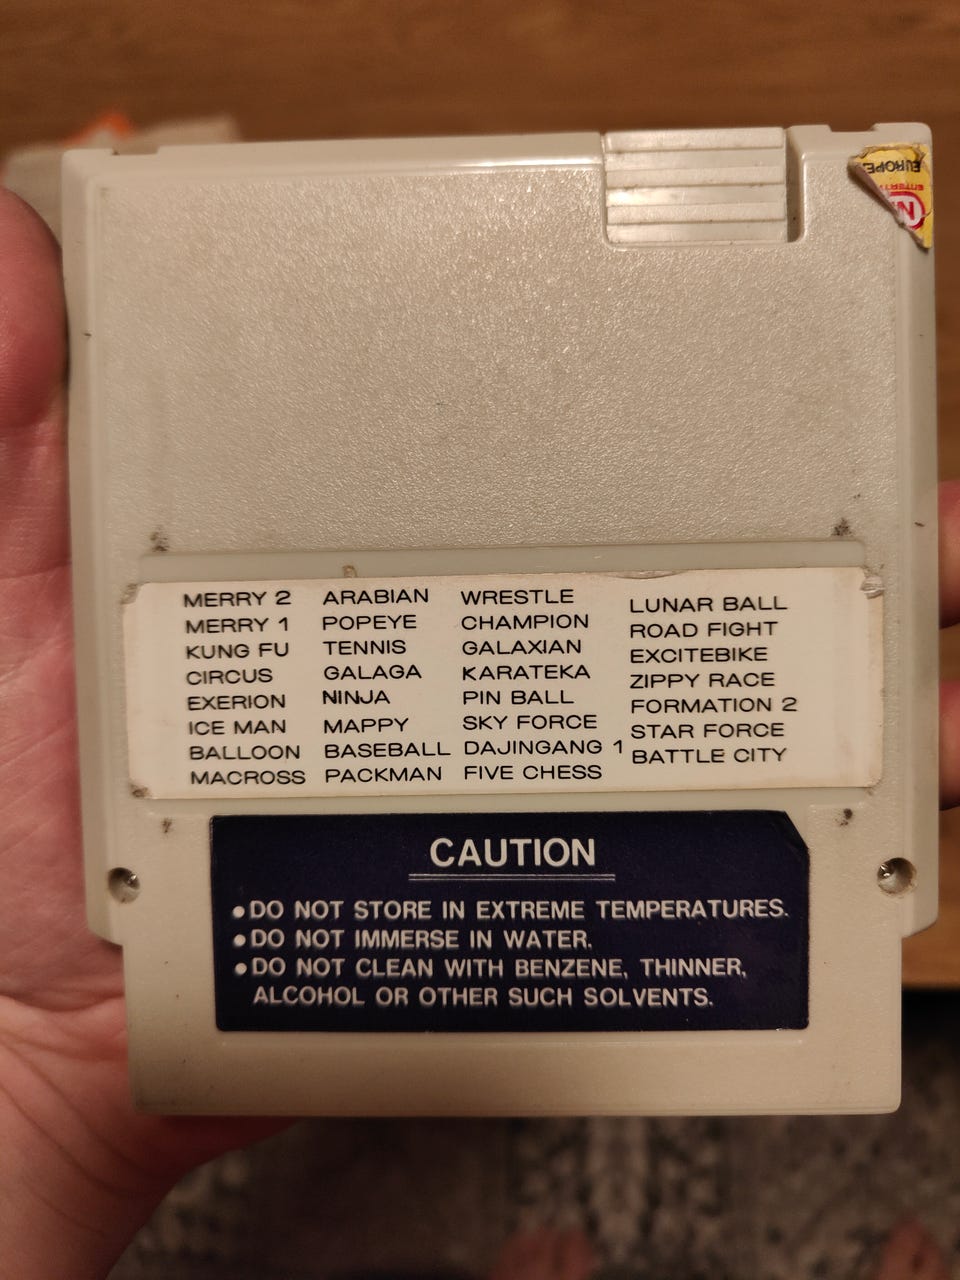 EUROPE
MERRY 2
MERRY 1
KUNG FU
CIRCUS
EXERION
ICE MAN
BALLOON
MACROSS
ARABIAN
POPEYE
TENNIS
GALAGA
NINJA
MAPPY
BASEBALL
PACKMAN
WRESTLE
CHAMPION
GALAXIAN
KARATEKA
PIN BALL
SKY FORCE
DAJINGANG 1
FIVE CHESS
LUNAR BALL
ROAD FIGHT
EXCITEBIKE
ZIPPY RACE
FORMATION 2
STAR FORCE
BATTLE CITY
CAUTION
•DO NOT STORE IN EXTREME TEMPERATURES.
•DO NOT IMMERSE IN WATER.
•DO NOT CLEAN WITH BENZENE, THINNER,
ALCOHOL OR OTHER SUCH SOLVENTS.